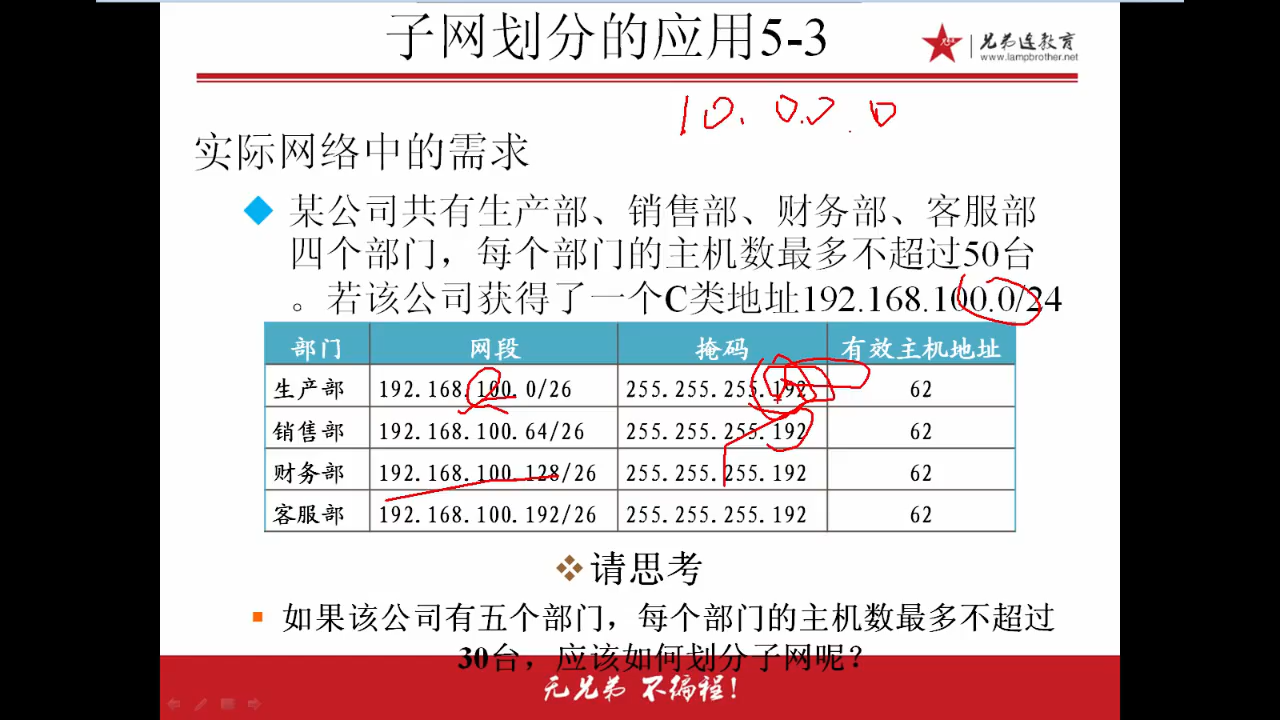 子网划分的应用5-3
兄弟连教育
www.lampbrother.net
10.0.0.0
实际网络中的需求
某公司共有生产部、销售部、财务部、客服部
四个部门，每个部门的主机数最多不超过50台
。若该公司获得了一个C类地址192.168.100.0/24
部门 网段 掩码 有效主机地址
生产部 192.168.100.0/26 255.255.255.192 62
销售部 192.168.100.64/26 255.255.255.192 62
财务部 192.168.100.128/26 255.255.255.192 62
客服部 192.168.100.192/26 255.255.255.192 62
请思考
如果该公司有五个部门，每个部门的主机数最多不超过
30台，应该如何划分子网呢？
无兄弟 不编程！